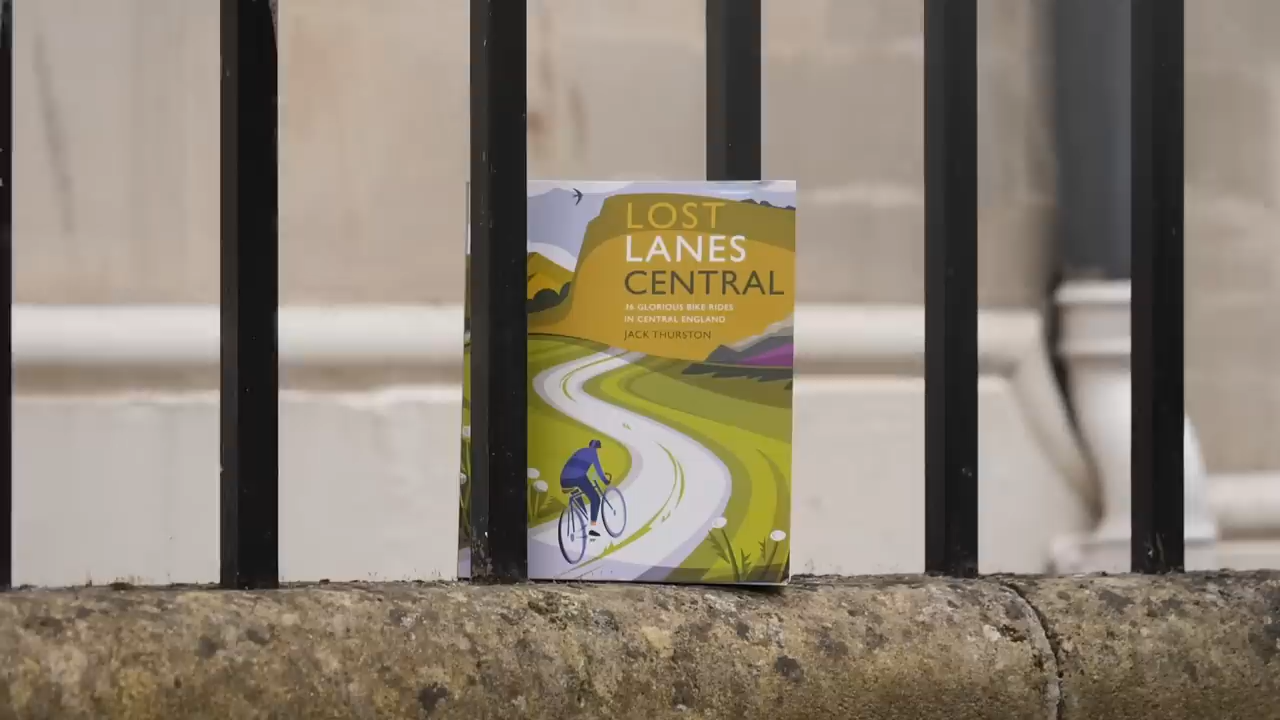 LOST
LANES
CENTRAL
36 GLORIOUS BIKE RIDES
IN CENTRAL ENGLAND
JACK THURSTON